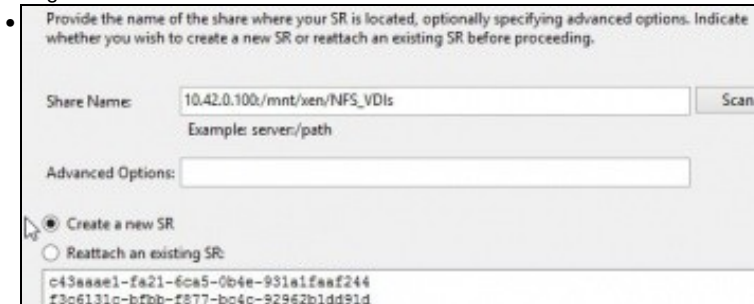 Provide the name of the share where your SR is located, optionally specifying advanced options. Indicate
whether you wish to create a new SR or reattach an existing SR before proceeding.
Share Name: 10.42.0.100:/mnt/xen/NFS_VDIs Scan
Example: server:/path
Advanced Options:
Create a new SR
Reattach an existing SR:
c43aaae1-fa21-6ca5-0b4e-931a1faaf244
f3c6131c-bfbb-f877-bc4c-92962b1dd91d